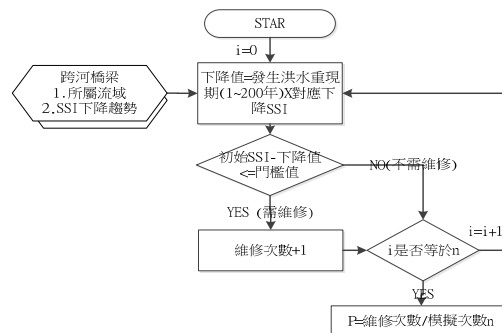 STAR
i=0
跨河橋梁
1.所屬流域
2.SSI下降趨勢
下降值=發生洪水重現
期(1~200年)X對應下
降SSI
初始SSI-下降值
<=門檻值
NO(不需維修)
YES (需維修)
維修次數+1
i是否等於n
i=i+1
YES
P=維修次數/模擬次數n